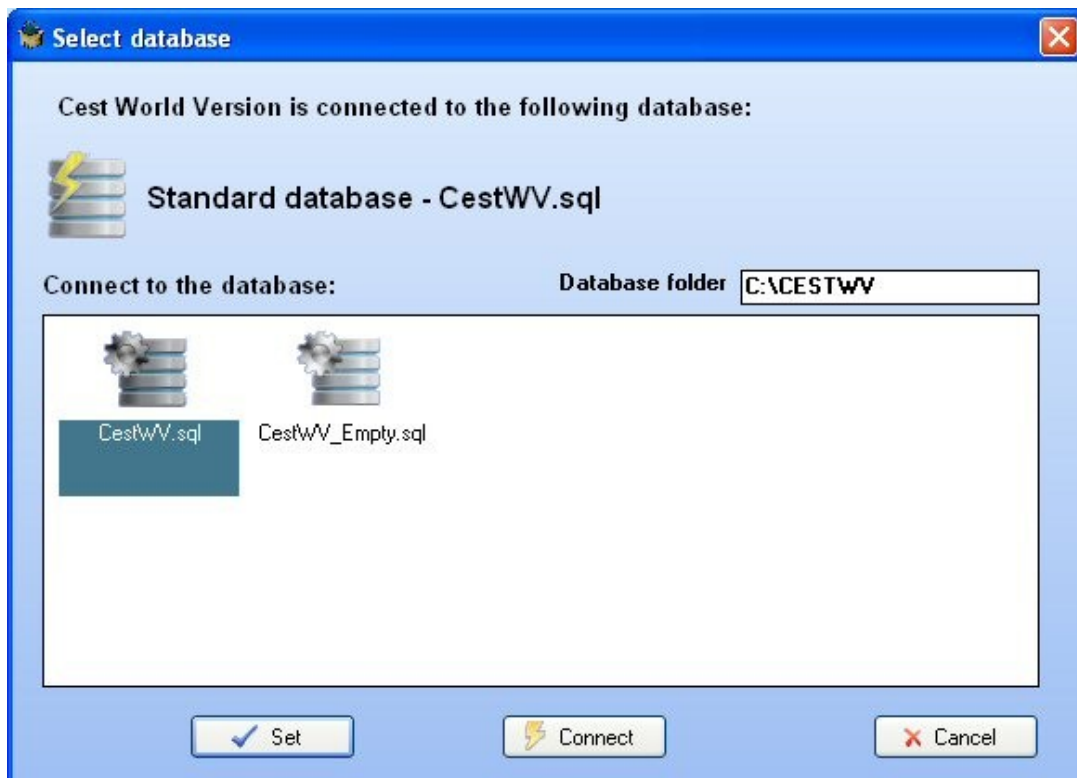 Select database
Cest World Version is connected to the following database:
Standard database - CestWV.sql
Connect to the database:
Database folder C:\CESTWV
CestWV.sql CestWV_Empty.sql
Set Connect Cancel